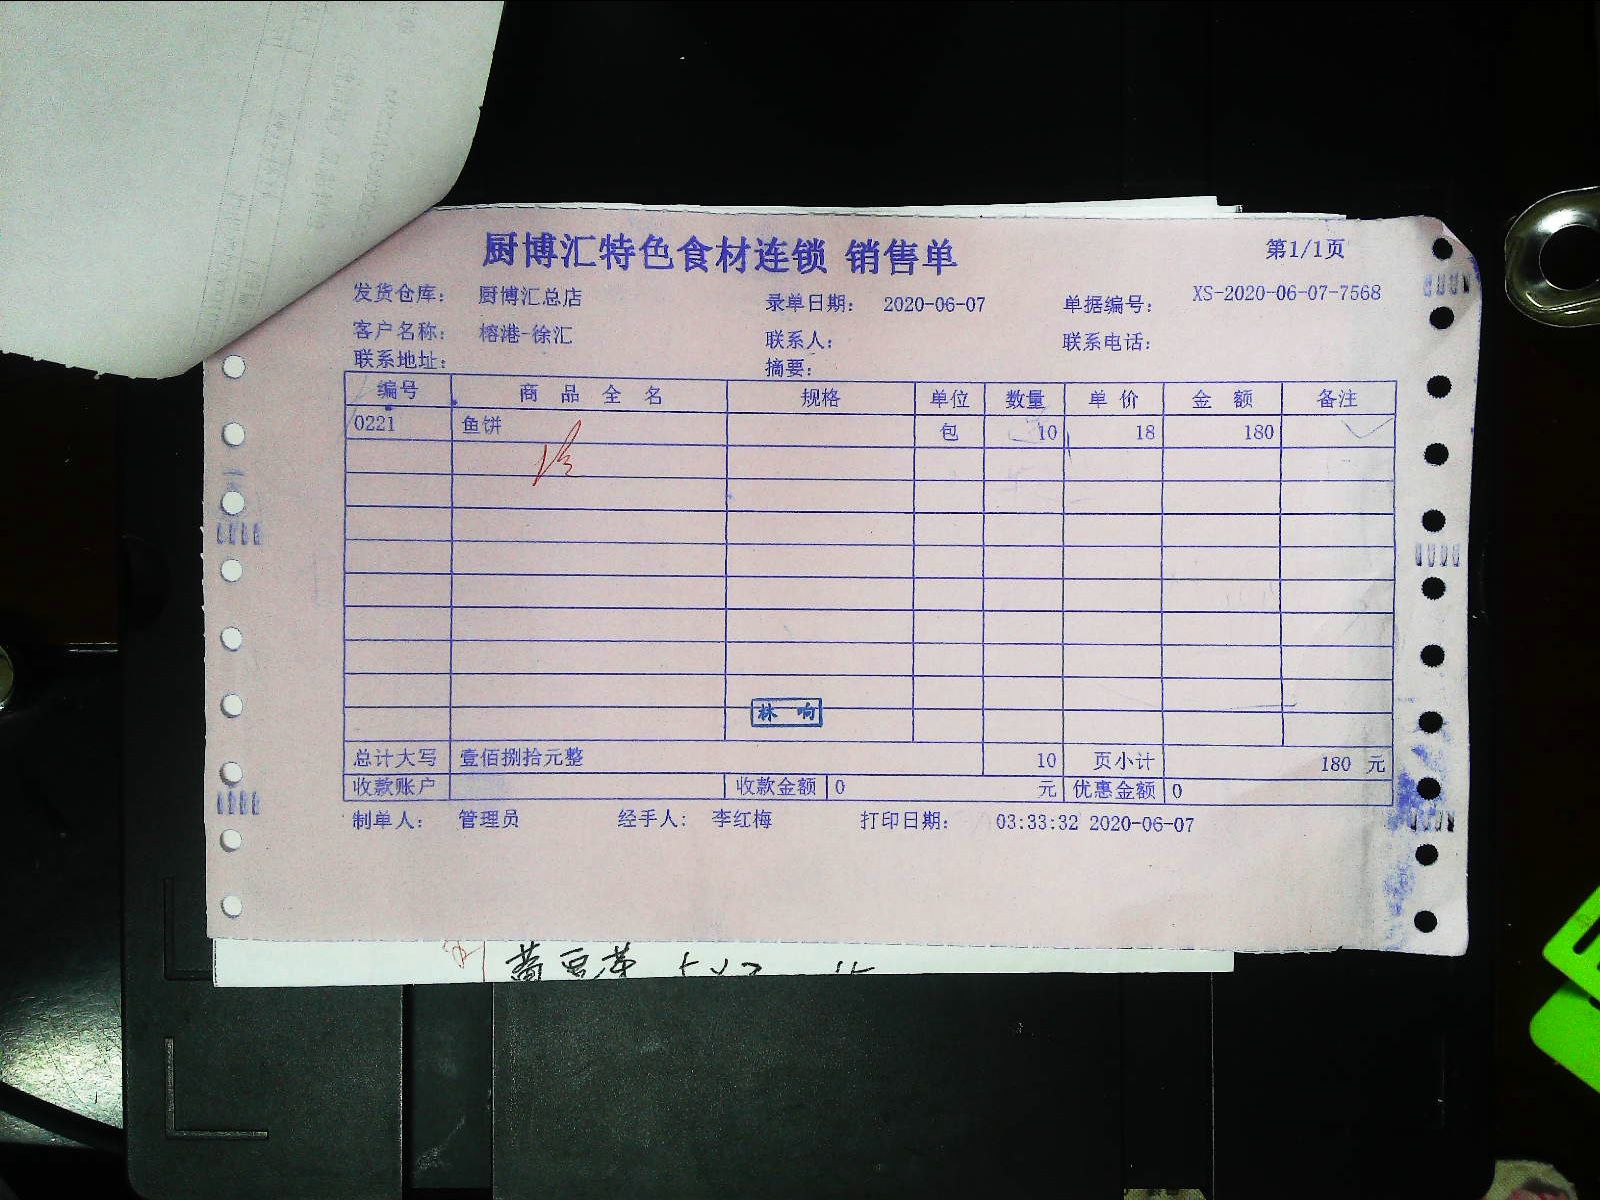 厨博汇特色食材连锁 销售单
第1/1页
发货仓库: 厨博汇总店 录单日期: 2020-06-07 单据编号: XS-2020-06-07-7568
客户名称: 榕港-徐汇 联系人: 联系电话:
联系地址: 摘要:
编号 商品全名 规格 单位 数量 单价 金额 备注
0221 鱼饼 包 10 18 180
林响
总计大写 壹佰捌拾元整 10 页小计 180 元
收款账户 收款金额 0 元 优惠金额 0
制单人: 管理员 经手人: 李红梅 打印日期: 03:33:32 2020-06-07